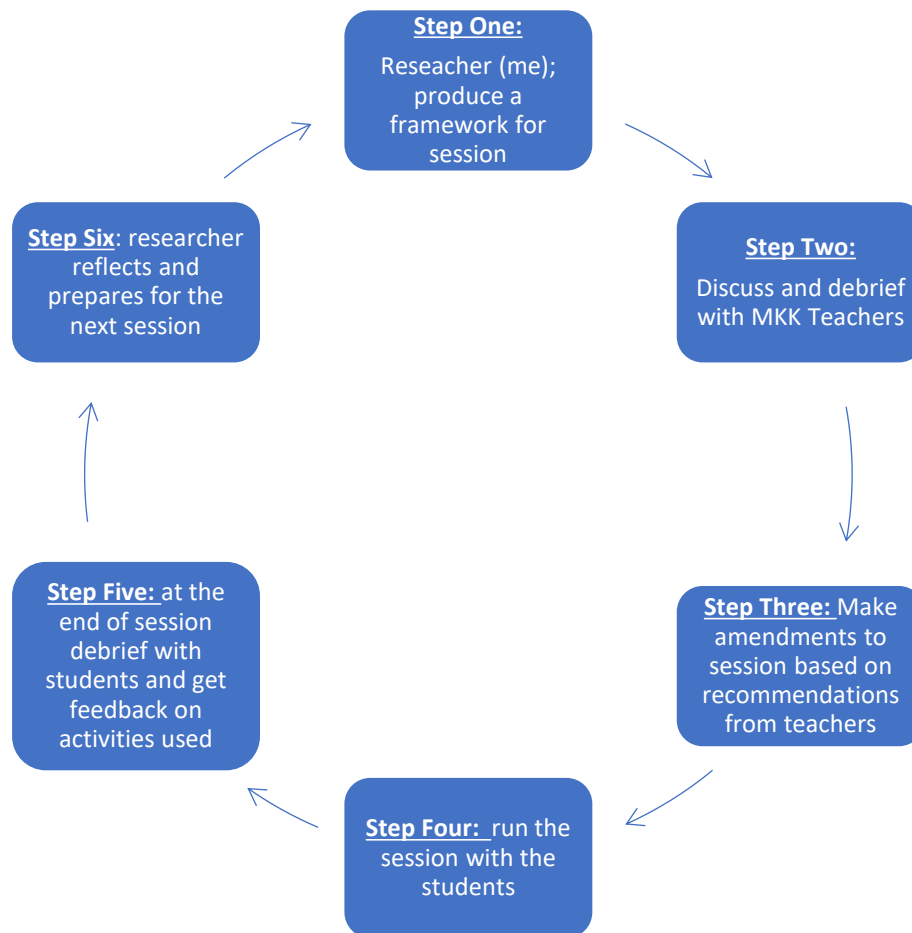 Step One:
Reseacher (me);
produce a
framework for
session
Step Two:
Discuss and debrief
with MKK Teachers
Step Three: Make
amendments to
session based on
recommendations
from teachers
Step Four: run the
session with the
students
Step Five: at the
end of session
debrief with
students and get
feedback on
activities used
Step Six: researcher
reflects and
prepares for the
next session